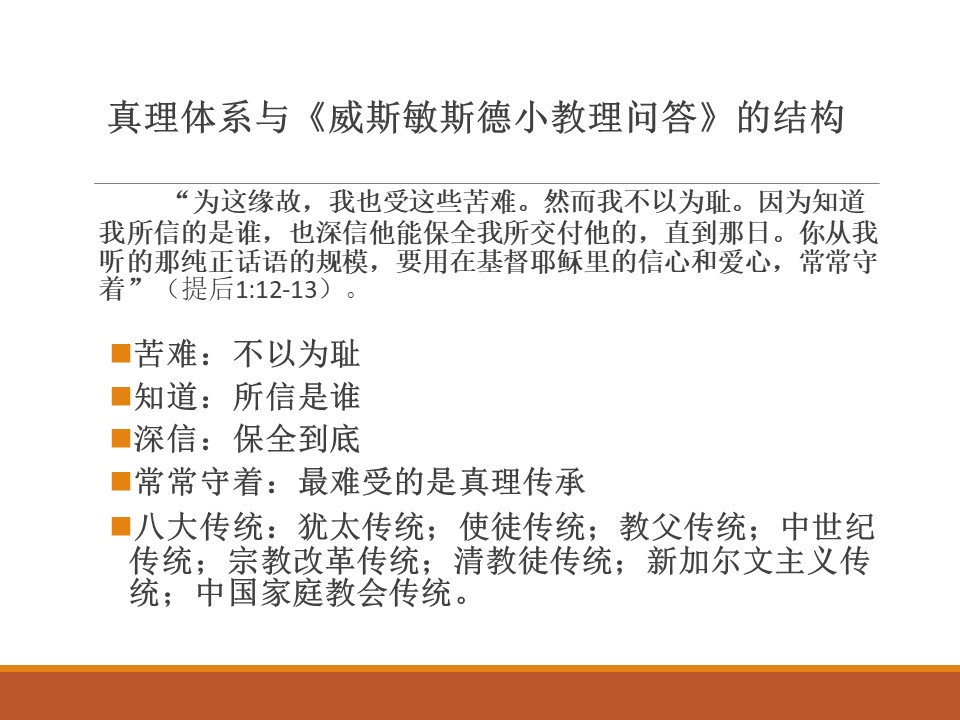 真理体系与《威斯敏斯德小教理问答》的结构
“为这缘故，我也受这些苦难。然而我不以为耻。因为知道
我所信的是谁，也深信他能保全我所交付他的，直到那日。你从我
听的那纯正话语的规模，要用在基督耶稣里的信心和爱心，常常守
着”（提后1:12-13）。
■苦难：不以为耻
■知道：所信是谁
■深信：保全到底
■常常守着：最难受的是真理传承
■八大传统：犹太传统；使徒传统；教父传统；中世纪
传统；宗教改革传统；清教徒传统；新加尔文主义传
统；中国家庭教会传统。